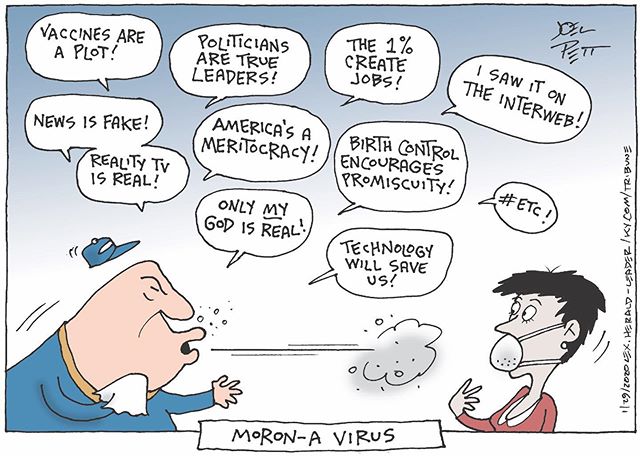 VACCINES ARE
A PLOT!
POLITICIANS
ARE TRUE
LEADERS!
THE 1%
CREATE
JOBS!
JOEL
PETT
I SAW IT ON
THE INTERWEB!
NEWS IS FAKE!
REALITY TV
IS REAL!
AMERICA'S A
MERITOCRACY!
BIRTH CONTROL
ENCOURAGES
PROMISCUITY!
#ETC!
ONLY MY
GOD IS REAL!
TECHNOLOGY
WILL SAVE
US!
MORON-A VIRUS
1/29/2020 LEX. HERALD-LEADER/KY.COM/TRIBUNE